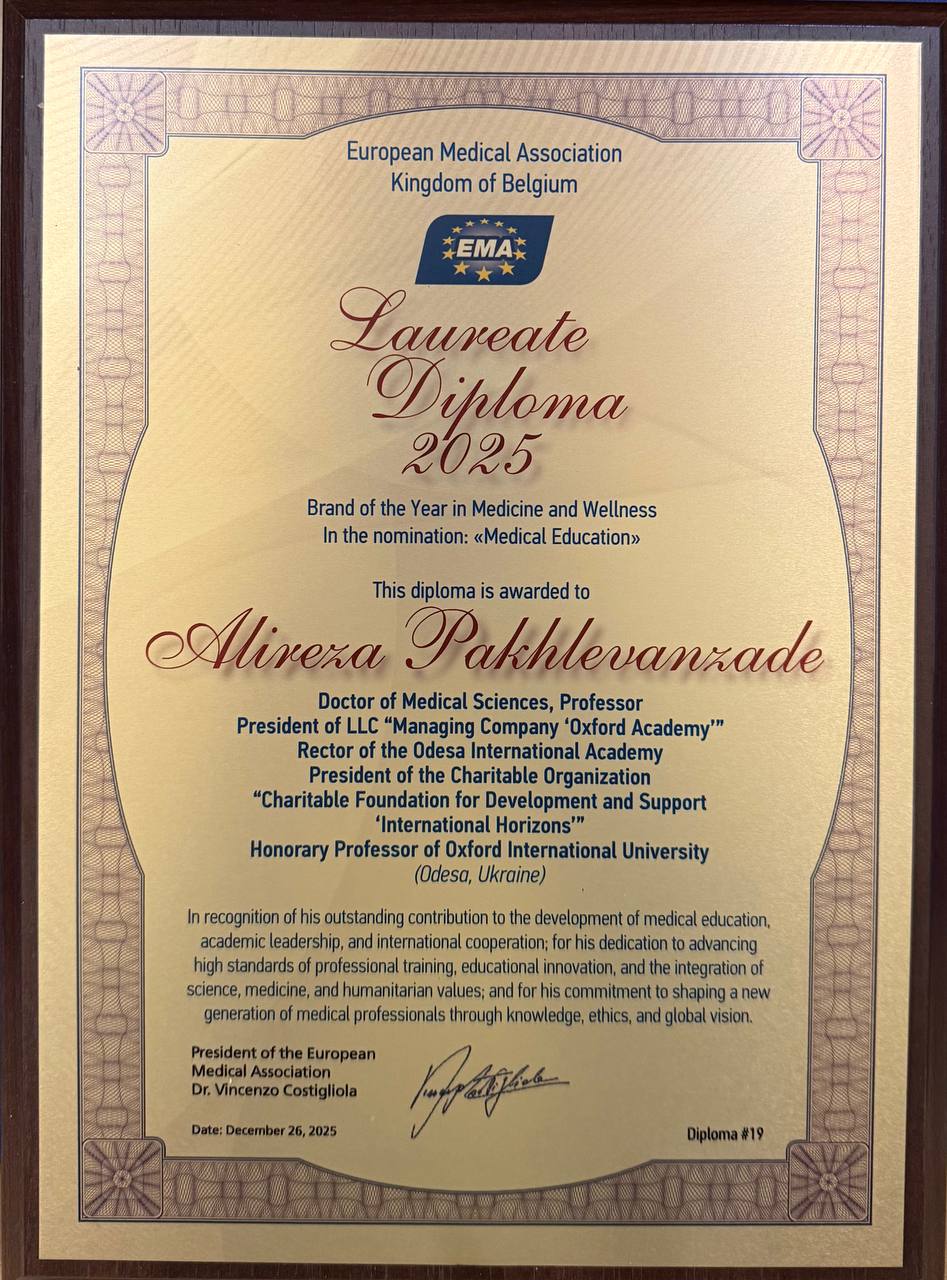 European Medical Association
Kingdom of Belgium
EMA
Laureate
Diploma
2025
Brand of the Year in Medicine and Wellness
In the nomination: «Medical Education»
This diploma is awarded to
Alireza Pakhlevanzade
Doctor of Medical Sciences, Professor
President of LLC “Managing Company ‘Oxford Academy’”
Rector of the Odesa International Academy
President of the Charitable Organization
“Charitable Foundation for Development and Support
‘International Horizons’”
Honorary Professor of Oxford International University
(Odesa, Ukraine)
In recognition of his outstanding contribution to the development of medical education,
academic leadership, and international cooperation; for his dedication to advancing
high standards of professional training, educational innovation, and the integration of
science, medicine, and humanitarian values; and for his commitment to shaping a new
generation of medical professionals through knowledge, ethics, and global vision.
President of the European
Medical Association
Dr. Vincenzo Costigliola
Date: December 26, 2025
Diploma #19